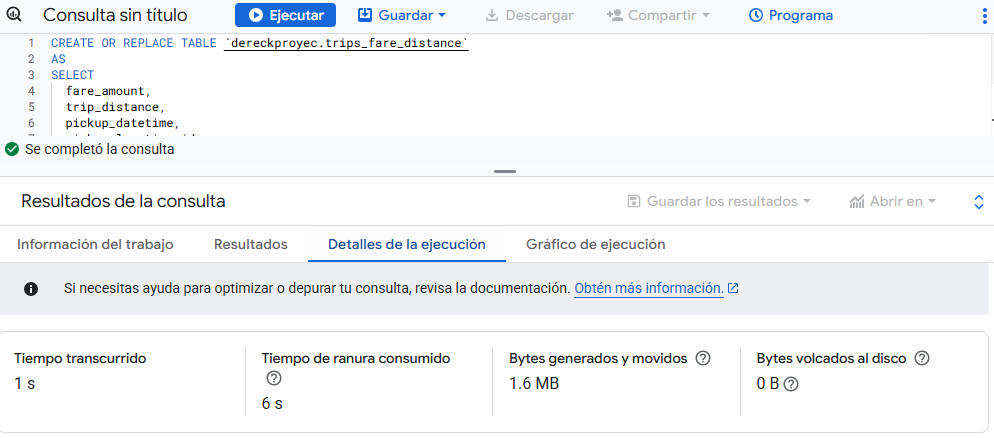 Consulta sin título Ejecutar Guardar Descargar Compartir Programa
1 CREATE OR REPLACE TABLE `dereckproyec.trips_fare_distance`
2 AS
3 SELECT
4 fare_amount,
5 trip_distance,
6 pickup_datetime,
Se completó la consulta
Resultados de la consulta Guardar los resultados Abrir en
Información del trabajo Resultados Detalles de la ejecución Gráfico de ejecución
Si necesitas ayuda para optimizar o depurar tu consulta, revisa la documentación. Obtén más información.
Tiempo transcurrido Tiempo de ranura consumido Bytes generados y movidos Bytes volcados al disco
1 s 6 s 1.6 MB 0 B